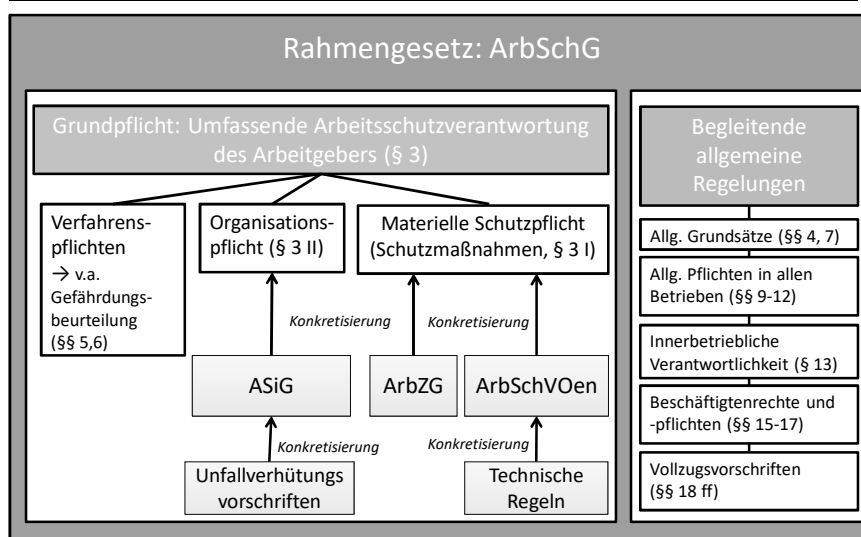 Rahmengesetz: ArbSchG
Grundpflicht: Umfassende Arbeitsschutzverantwortung
des Arbeitgebers (§ 3)
Verfahrens-
pflichten
→ v.a.
Gefährdungs-
beurteilung
(§§ 5,6)
Organisations-
pflicht (§ 3 II)
Materielle Schutzpflicht
(Schutzmaßnahmen, § 3 I)
Konkretisierung
Konkretisierung
ASiG
ArbZG
ArbSchVOen
Konkretisierung
Konkretisierung
Unfallverhütungs
vorschriften
Technische
Regeln
Begleitende
allgemeine
Regelungen
Allg. Grundsätze (§§ 4, 7)
Allg. Pflichten in allen
Betrieben (§§ 9-12)
Innerbetriebliche
Verantwortlichkeit (§ 13)
Beschäftigtenrechte und
-pflichten (§§ 15-17)
Vollzugsvorschriften
(§§ 18 ff)